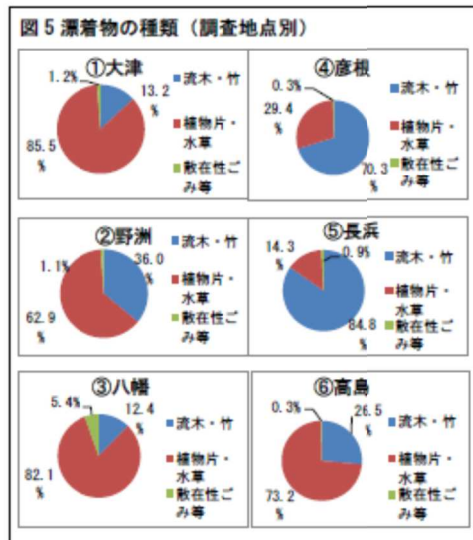 図5 漂着物の種類（調査地点別）
①大津
1.2%
13.2
%
85.5
%
流木・竹
植物片・
水草
散在性ご
み等
④彦根
0.3%
29.4
%
70.3
%
流木・竹
植物片・
水草
散在性ご
み等
②野洲
1.1%
36.0
%
62.9
%
流木・竹
植物片・
水草
散在性ご
み等
⑤長浜
14.3
%
0.9%
84.8
%
流木・竹
植物片・
水草
散在性ご
み等
③八幡
5.4%
12.4
%
82.1
%
流木・竹
植物片・
水草
散在性ご
み等
⑥高島
0.3%
26.5
%
73.2
%
流木・竹
植物片・
水草
散在性ご
み等